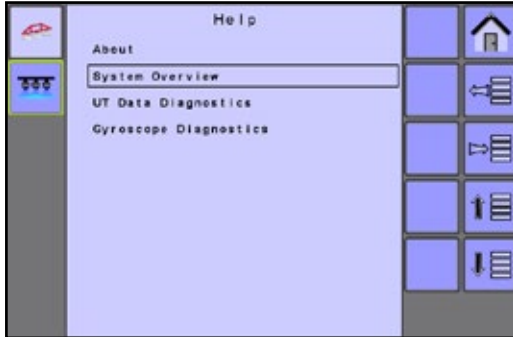 Help
About
System Overview
UT Data Diagnostics
Gyroscope Diagnostics